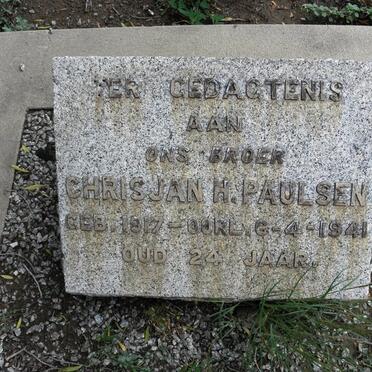 TER GEDAGTENIS
AAN
ONS BROER
CHRISJAN H. PAULSEN
GEB. 1917 - OORL. 6-4-1941
OUD 24 JAAR.